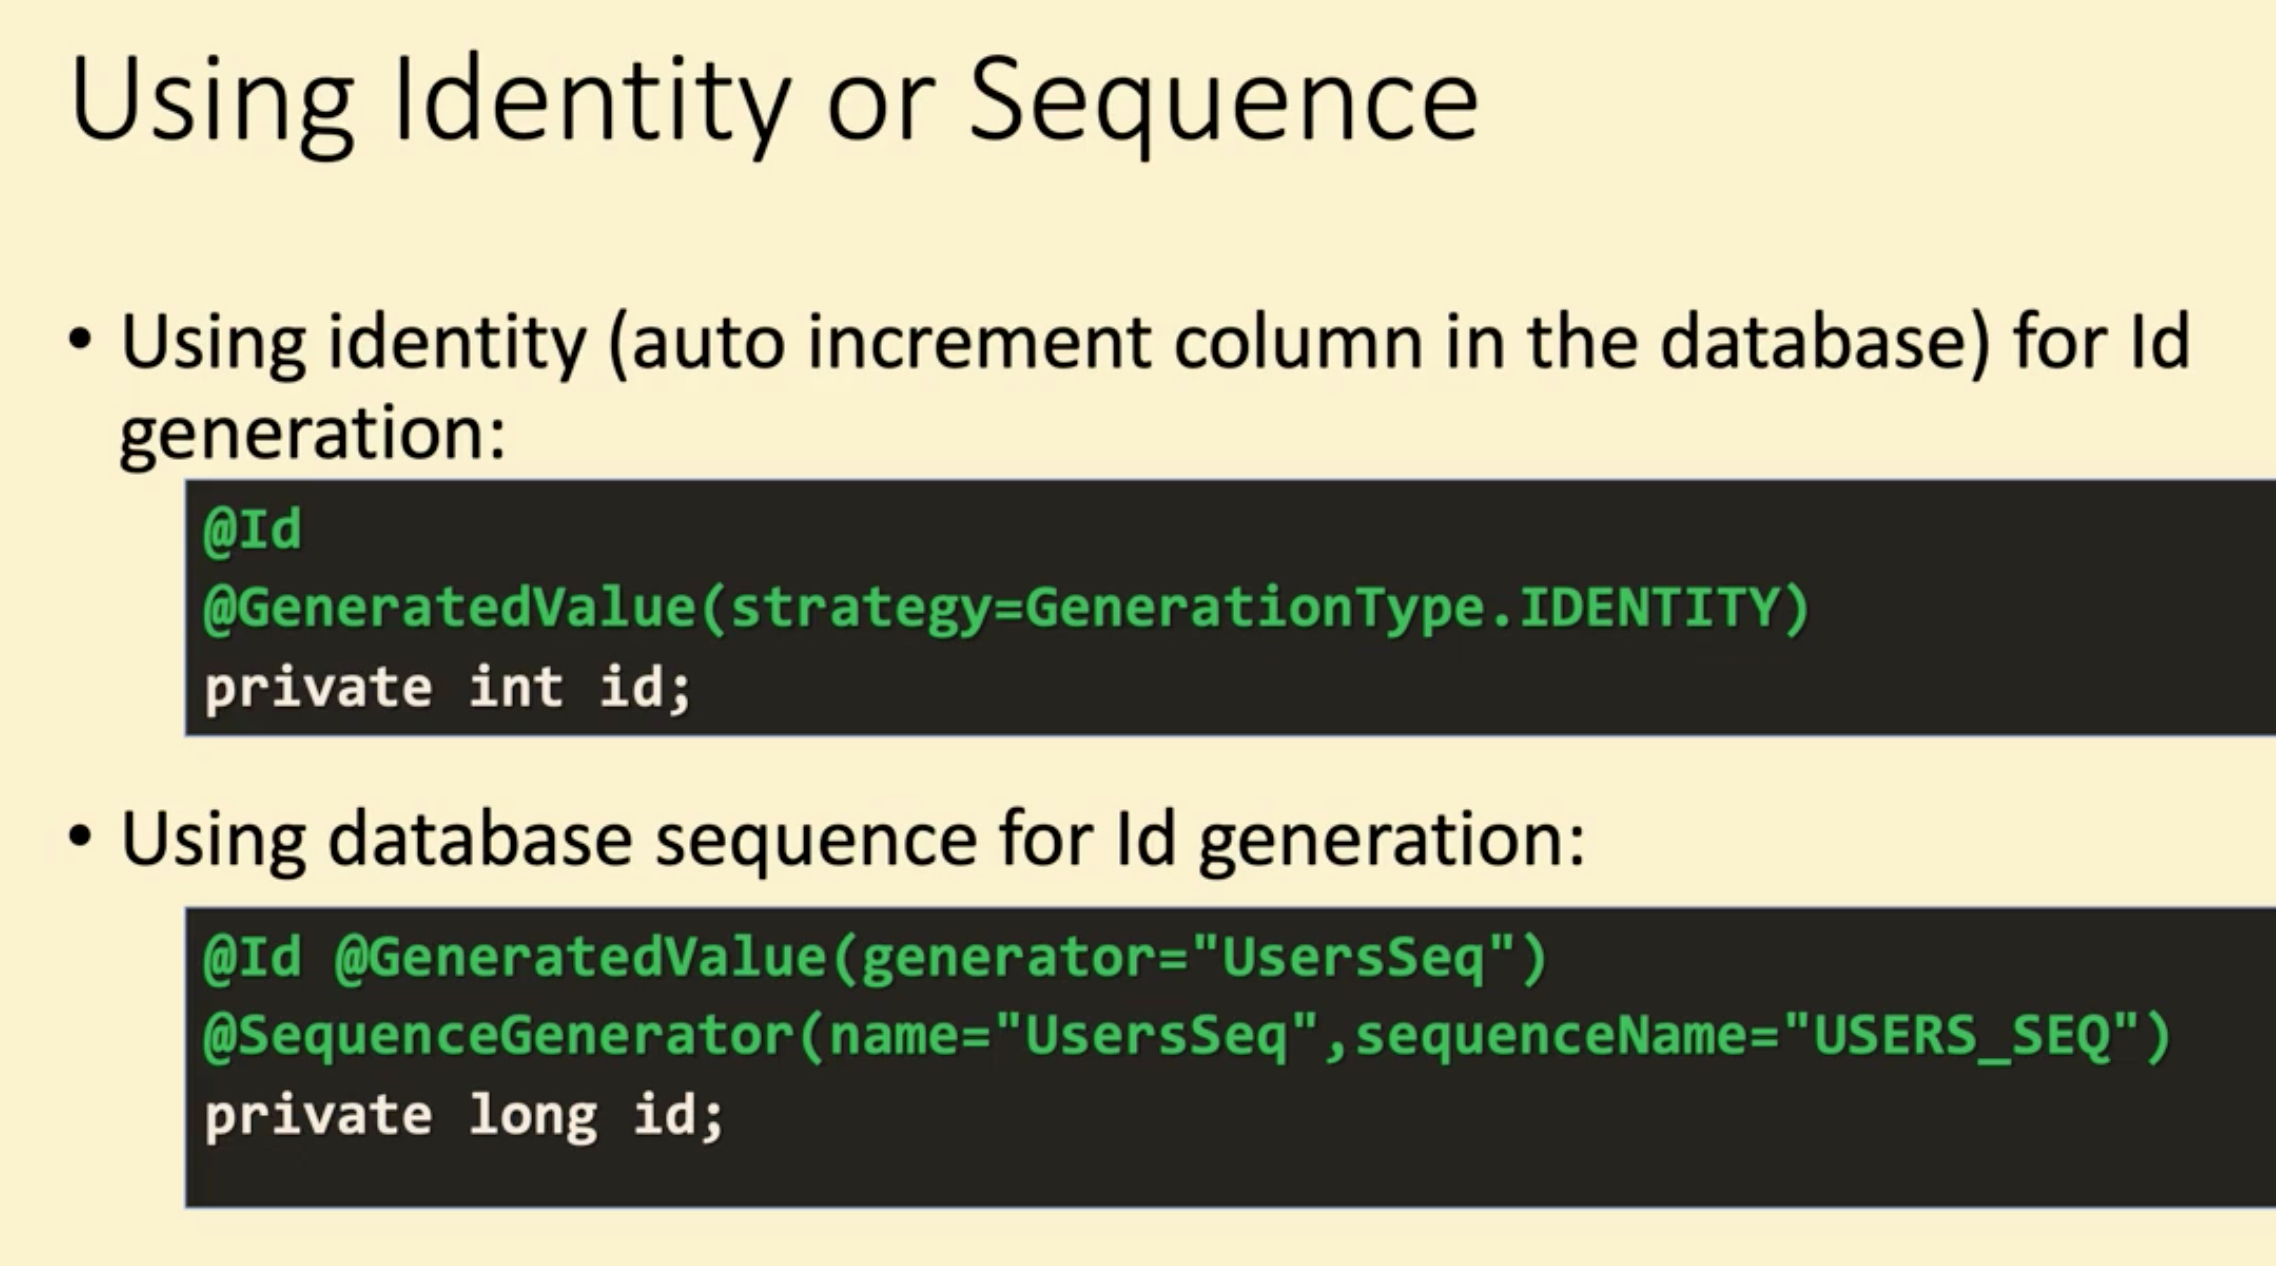 Using Identity or Sequence
• Using identity (auto increment column in the database) for Id
generation:
@Id
@GeneratedValue(strategy=GenerationType.IDENTITY)
private int id;
• Using database sequence for Id generation:
@Id @GeneratedValue(generator="UsersSeq")
@SequenceGenerator(name="UsersSeq",sequenceName="USERS_SEQ")
private long id;